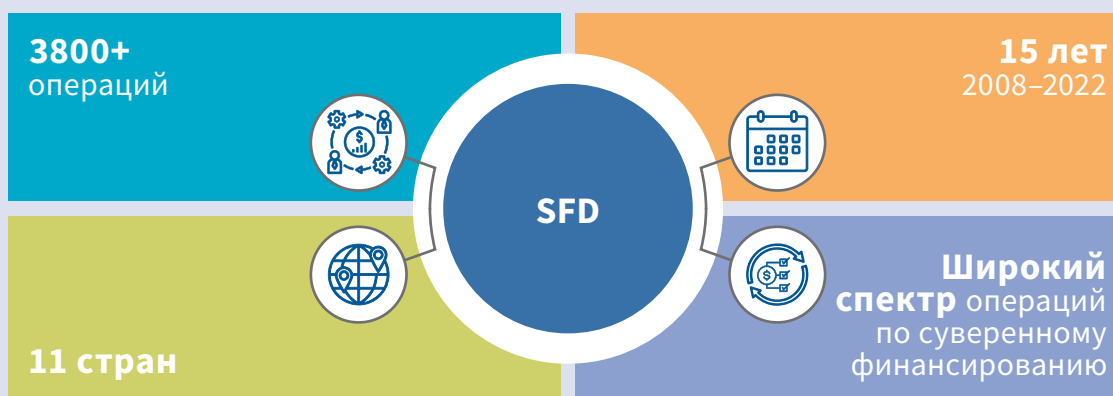 3800+
операций
15 лет
2008–2022
SFD
11 стран
Широкий
спектр операций
по суверенному
финансированию